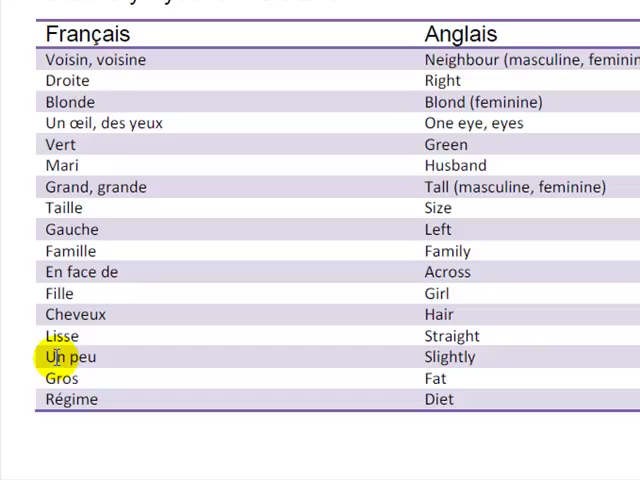 Français Anglais
Voisin, voisine Neighbour (masculine,
Droite Right
Blonde Blond (feminine)
Un œil, des yeux One eye, eyes
Vert Green
Mari Husband
Grand, grande Tall (masculine, feminine)
Taille Size
Gauche Left
Famille Family
En face de Across
Fille Girl
Cheveux Hair
Lisse Straight
Un peu Slightly
Gros Fat
Régime Diet